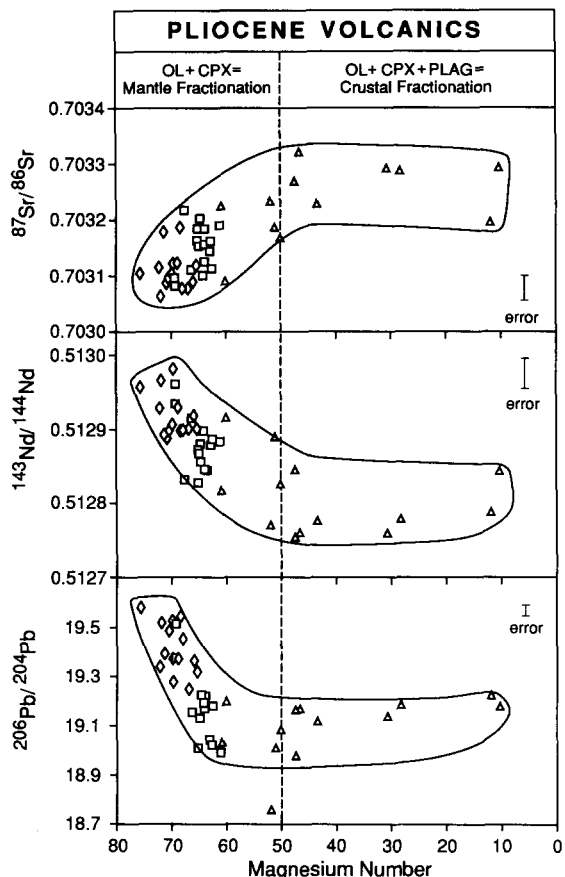 PLIOCENE VOLCANICS
OL+ CPX=
Mantle Fractionation
OL+ CPX+PLAG=
Crustal Fractionation
87Sr/86Sr
0.7034
0.7033
0.7032
0.7031
0.7030
error
143Nd/144Nd
0.5130
0.5129
0.5128
0.5127
error
206Pb/204Pb
19.5
19.3
19.1
18.9
18.7
error
80 70 60 50 40 30 20 10 0
Magnesium Number